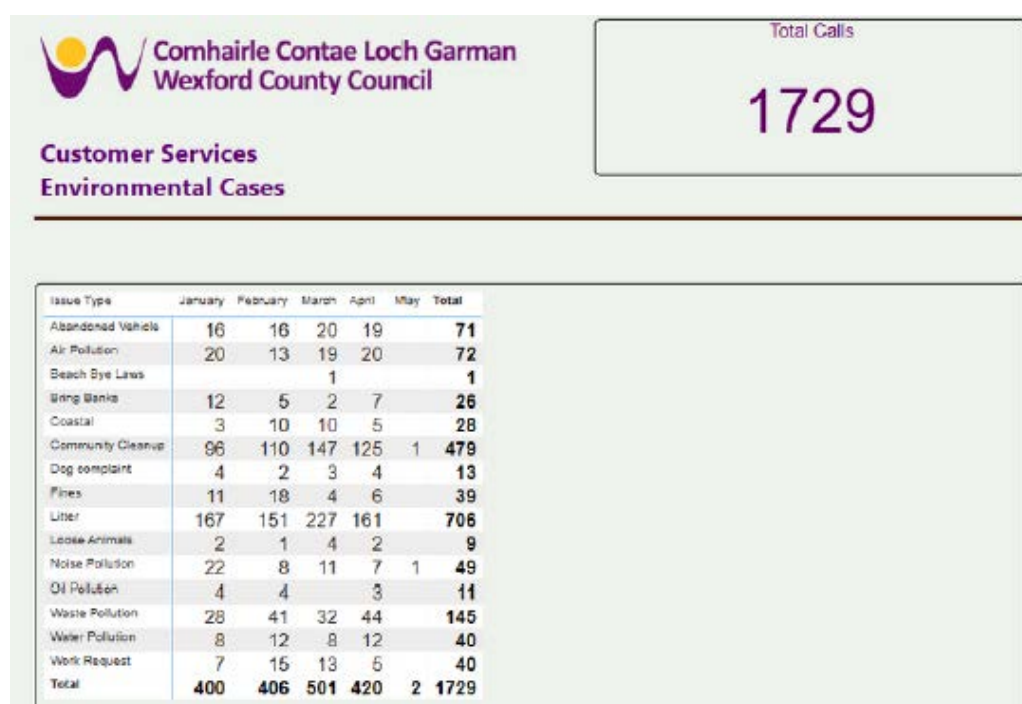 Comhairle Contae Loch Garman
Wexford County Council
Total Calls
1729
Customer Services
Environmental Cases
Issue Type January February March April May Total
Abandoned Vehicle 16 16 20 19 71
Air Pollution 20 13 19 20 72
Beach Bye Laws 1 1
Bring Banks 12 5 2 7 26
Coastal 3 10 10 5 28
Community Cleanup 96 110 147 125 1 479
Dog complaint 4 2 3 4 13
Fines 11 18 4 6 39
Litter 167 151 227 161 706
Loose Animals 2 1 4 2 9
Noise Pollution 22 8 11 7 1 49
Oil Pollution 4 4 3 11
Waste Pollution 28 41 32 44 145
Water Pollution 8 12 8 12 40
Work Request 7 15 13 5 40
Total 400 406 501 420 2 1729